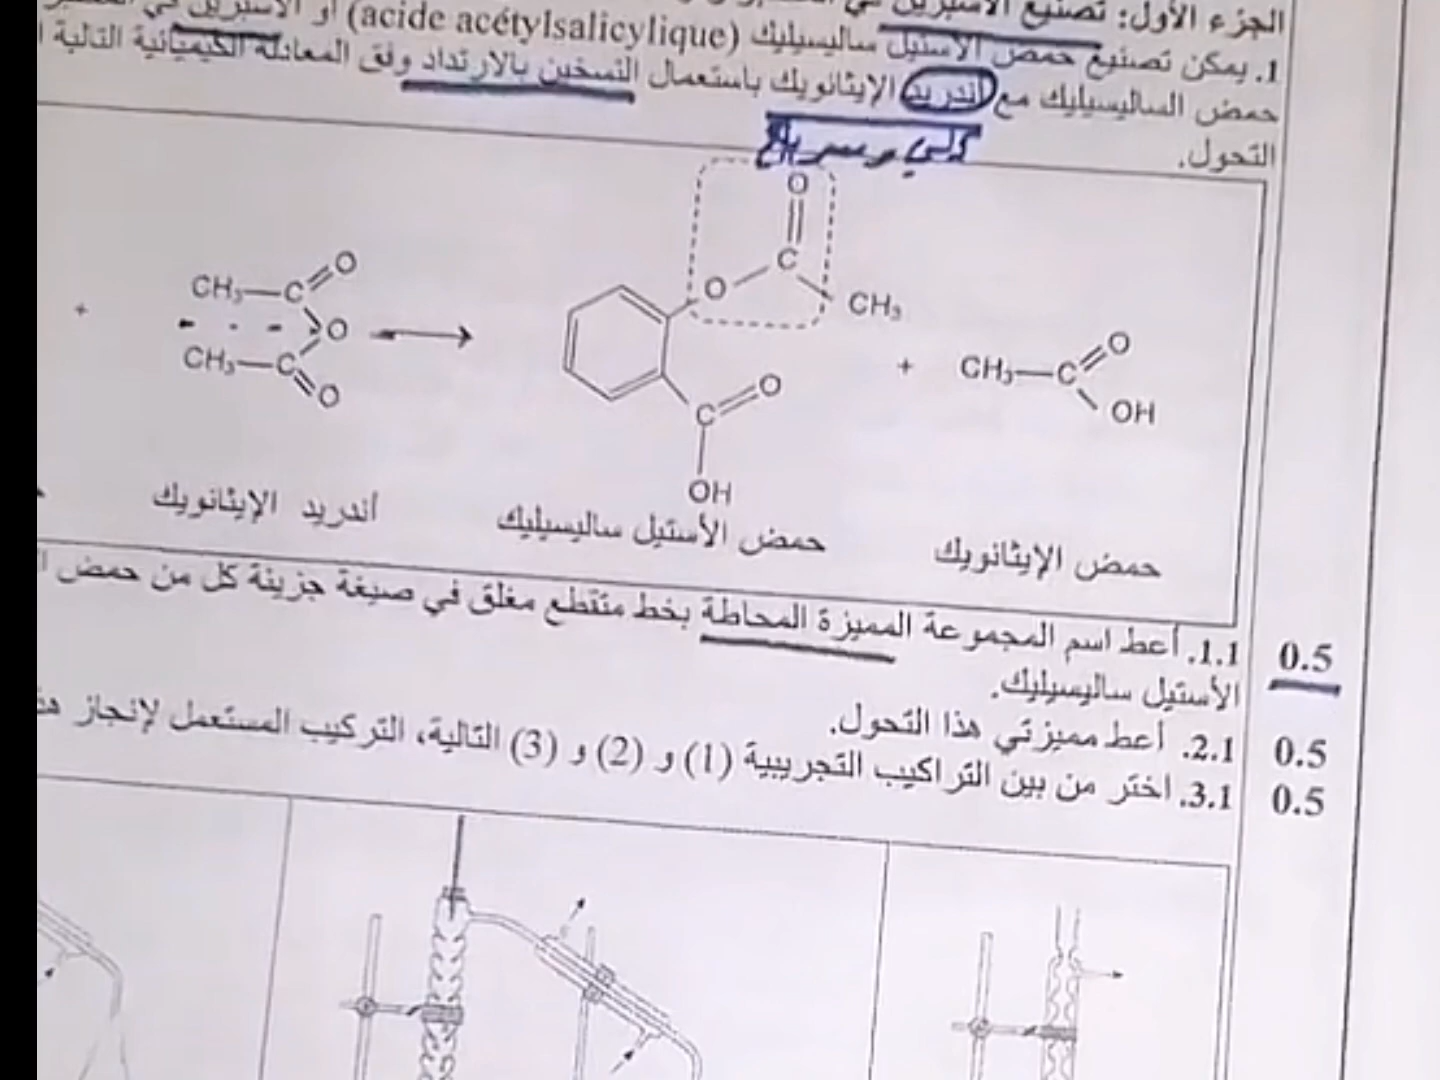 الجزء الأول: تصنيع الأسبرين في
1. يمكن تصنيع حمض الأستيل ساليسيليك (acide acétylsalicylique) أو الأسبرين في
حمض الساليسيليك مع أندريد الإيثانويك باستعمال التسخين بالارتداد وفق المعادلة الكيميائية التالية
التحول.
كلي وسريع
O
C
O
CH₃
CH₃—C
O
O
CH₃—C
O
+
C
O
OH
+
CH₃—C
O
OH
أندريد الإيثانويك
حمض الأستيل ساليسيليك
حمض الإيثانويك
0.5 1.1. أعط اسم المجموعة المميزة المحاطة بخط متقطع مغلق في صيغة جزيئة كل من حمض
الأستيل ساليسيليك.
0.5 2.1. أعط مميزتي هذا التحول.
0.5 3.1. اختر من بين التراكيب التجريبية (1) و (2) و (3) التالية، التركيب المستعمل لإنجاز